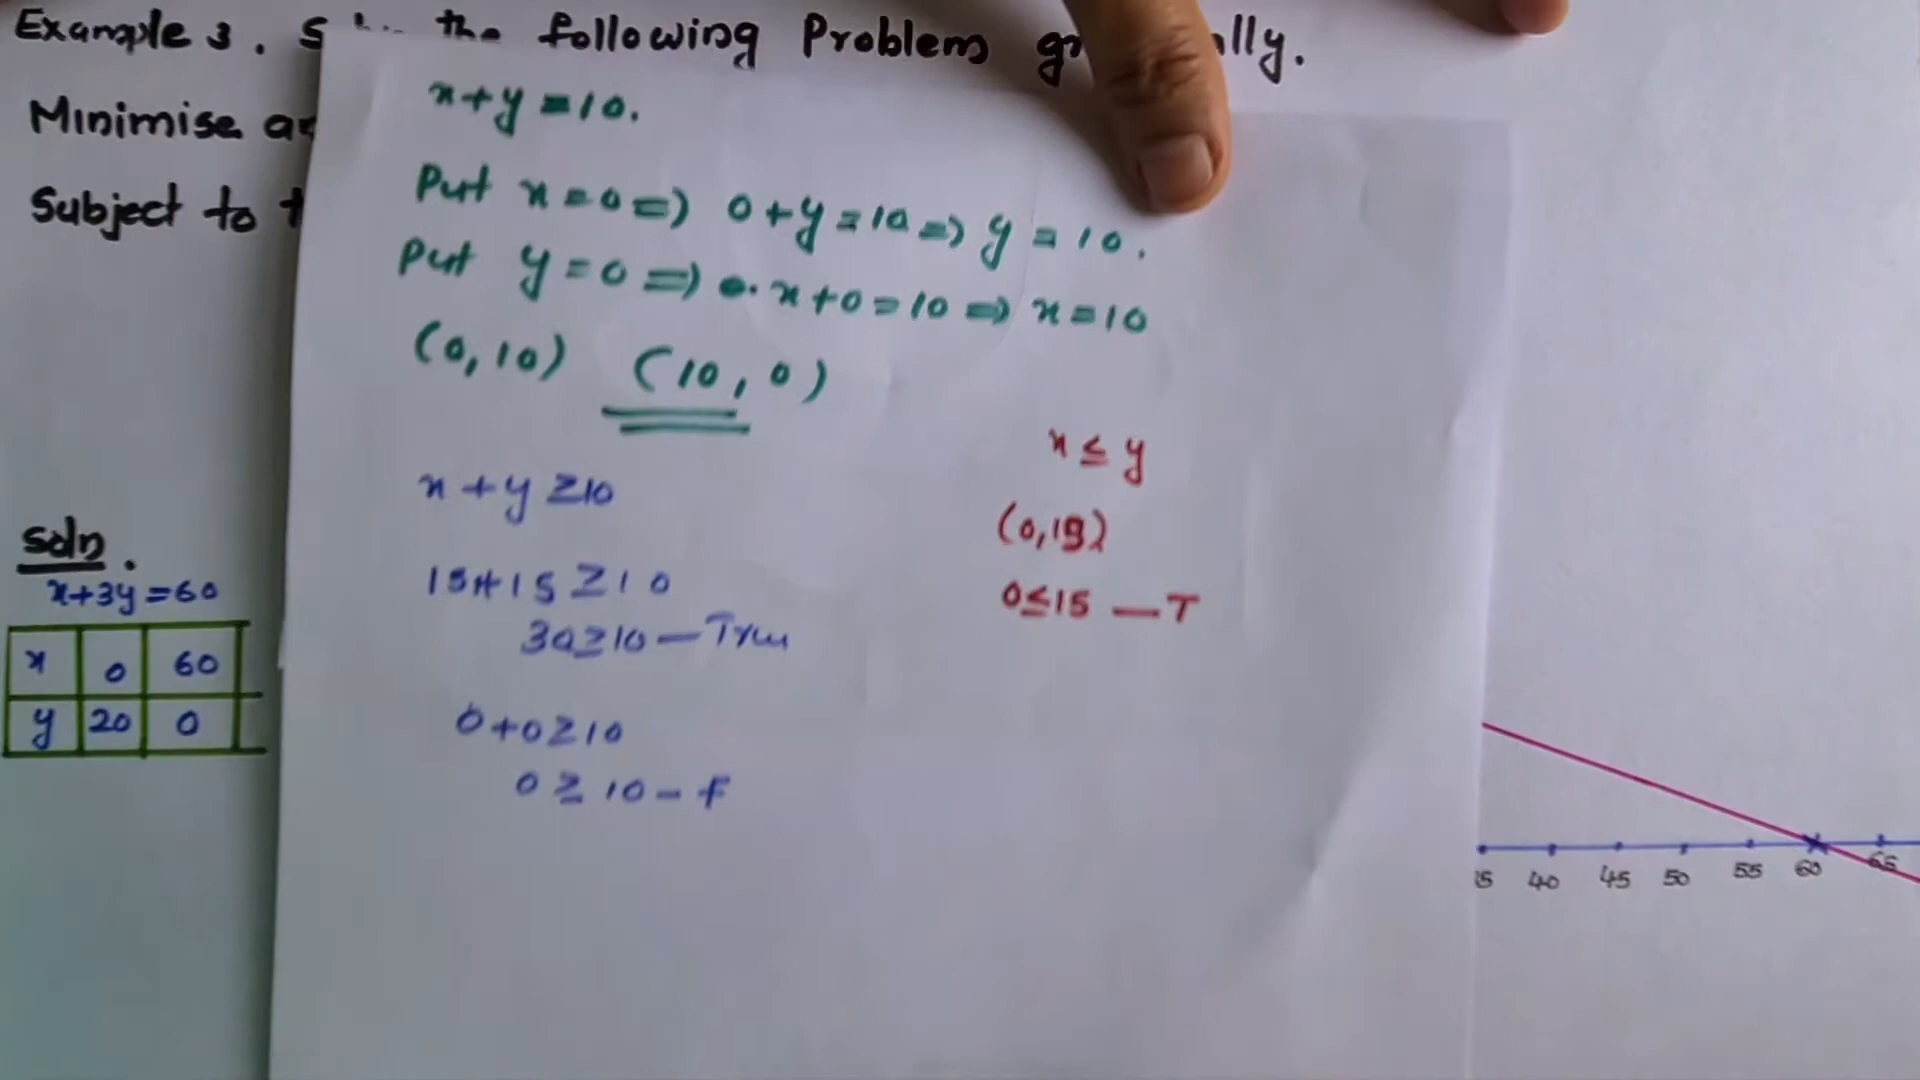 Example 3. the following Problem lly.
Minimise
Subject to
x+y=10.
Put x=0=) 0+y=10=) y=10.
Put y=0=) x+0=10=) x=10
(0,10) (10,0)
x+y≥10
15+15≥10
30≥10—True
0+0≥10
0≥10-F
x≤y
(0,15)
0≤15 —T
Soln.
x+3y=60
x 0 60
y 20 0
40 45 50 55 60 65